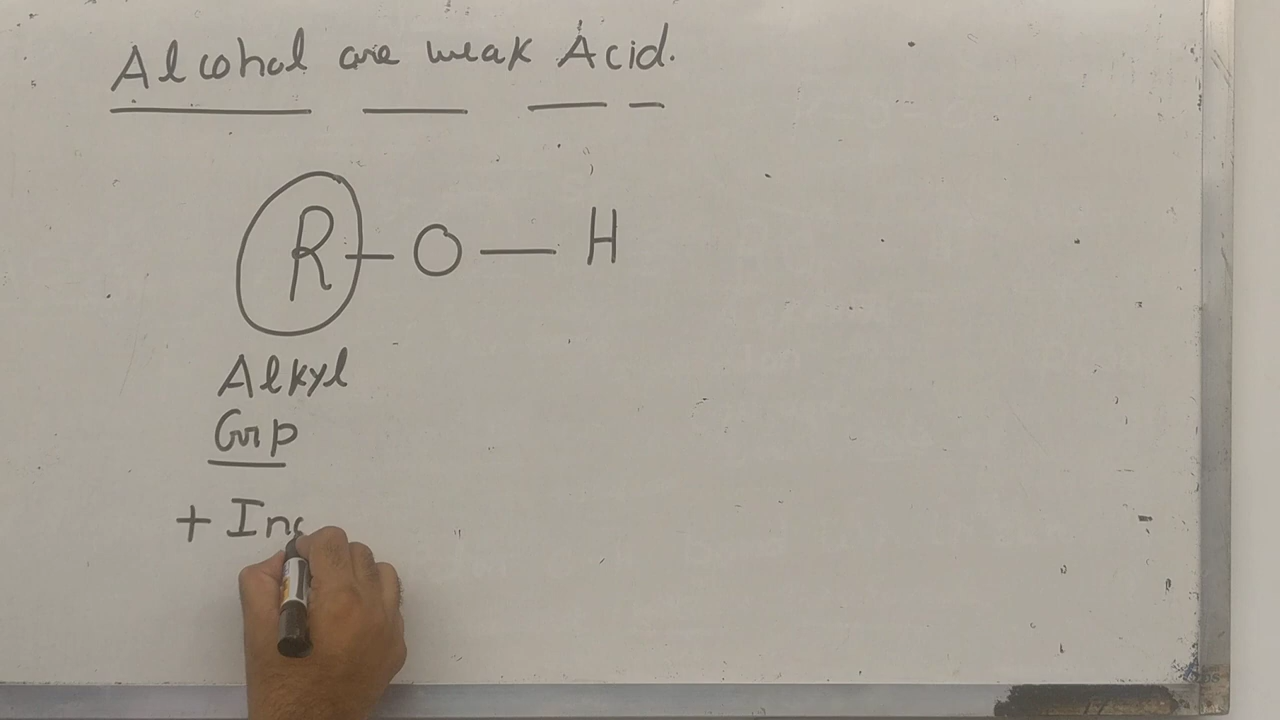 Alcohol are weak Acid.
R - O — H
Alkyl
Grp
+ In